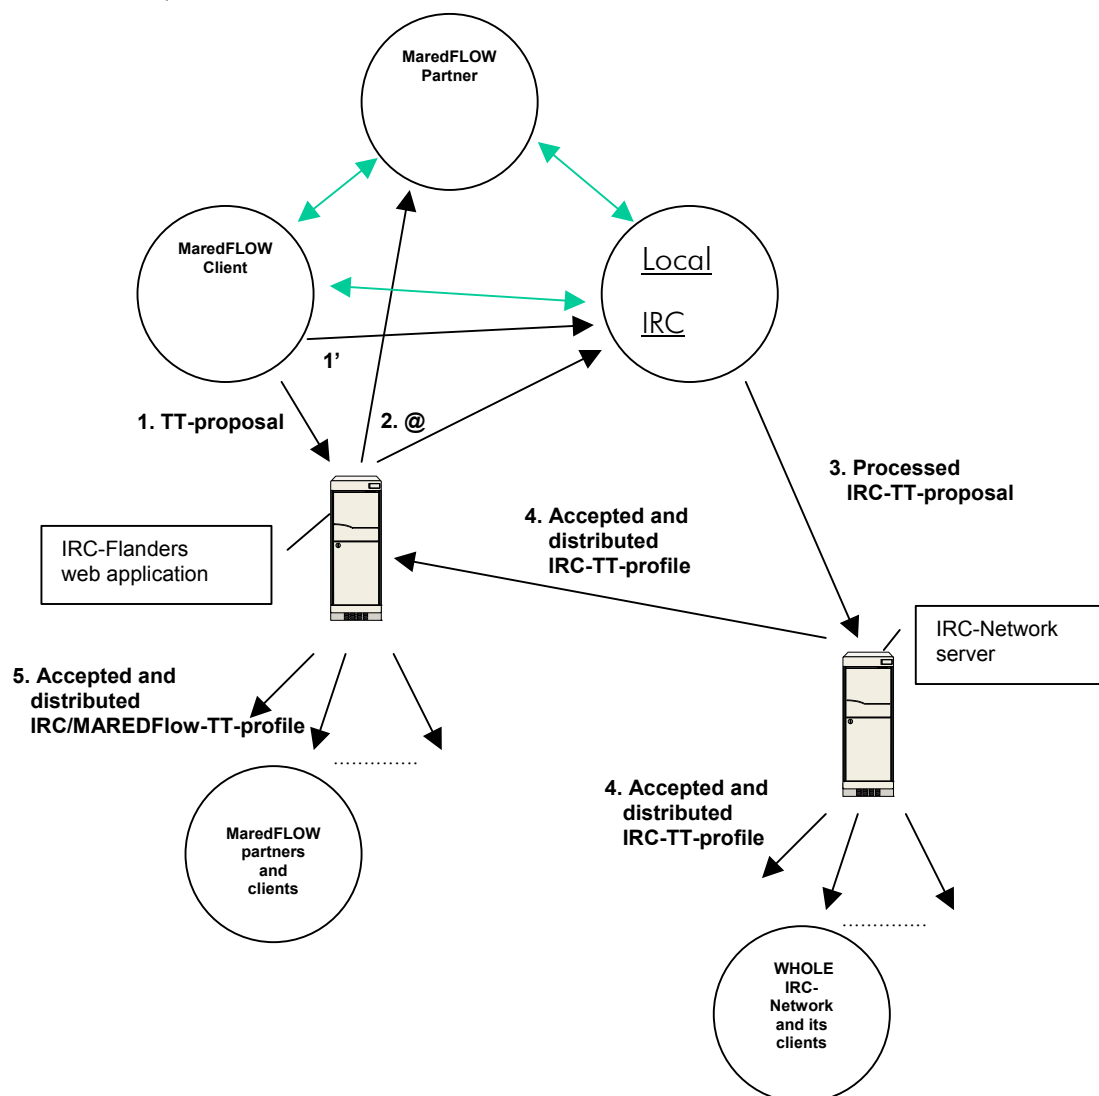 MaredFLOW
Partner
MaredFLOW
Client
Local
IRC
1’
1. TT-proposal
2. @
3. Processed
IRC-TT-proposal
4. Accepted and
distributed
IRC-TT-profile
IRC-Flanders
web application
IRC-Network
server
5. Accepted and
distributed
IRC/MAREDFlow-TT-profile
4. Accepted and
distributed
IRC-TT-profile
MaredFLOW
partners
and
clients
WHOLE
IRC-
Network
and its
clients